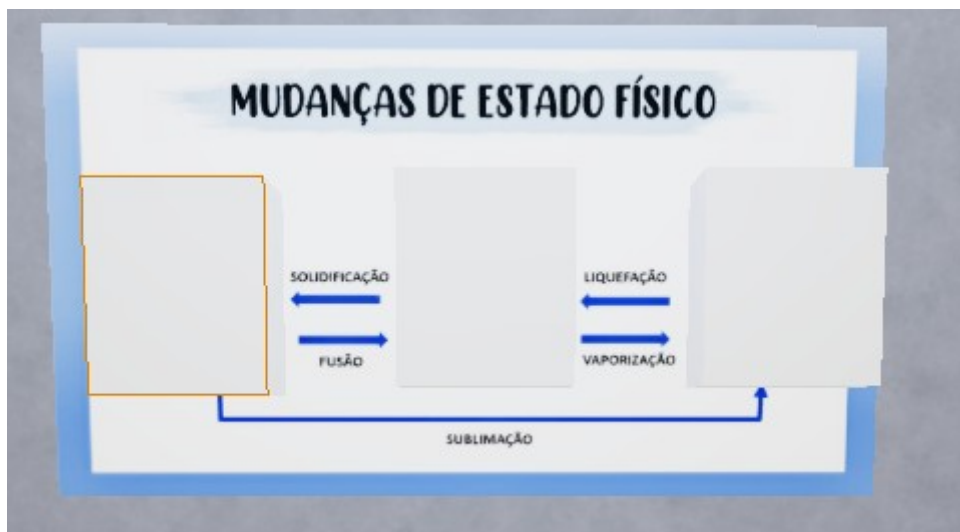 MUDANÇAS DE ESTADO FÍSICO
SOLIDIFICAÇÃO
LIQUEFAÇÃO
FUSÃO
VAPORIZAÇÃO
SUBLIMAÇÃO